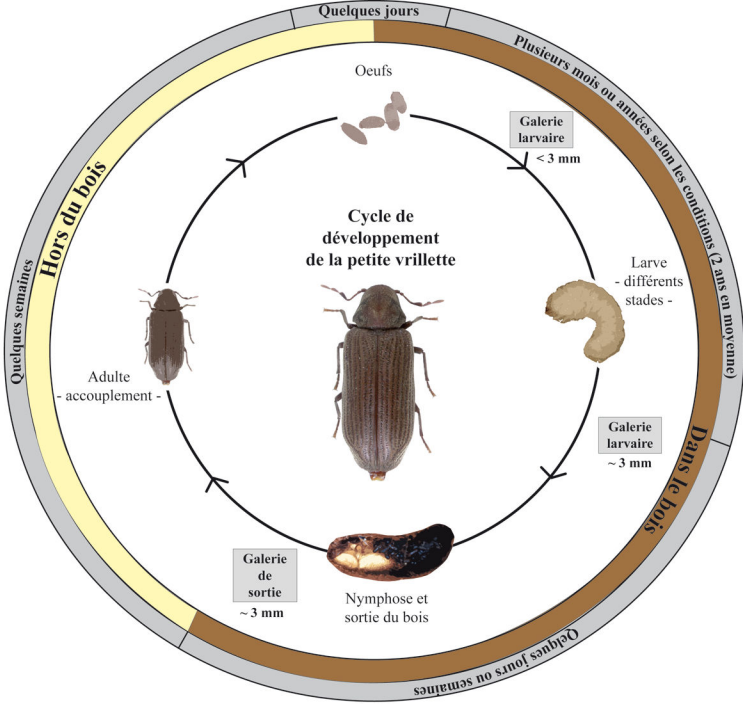 Quelques jours
Plusieurs mois ou années selon les conditions (2 ans en moyenne)
Qelques jours ou semaines
Quelques semaines
Hors du bois
Dans le bois
Oeufs
Galerie
larvaire
< 3 mm
Cycle de
développement
de la petite vrillette
Larve
- différents
stades -
Adulte
- accouplement -
Galerie
larvaire
~ 3 mm
Galerie
de
sortie
~ 3 mm
Nymphose et
sortie du bois